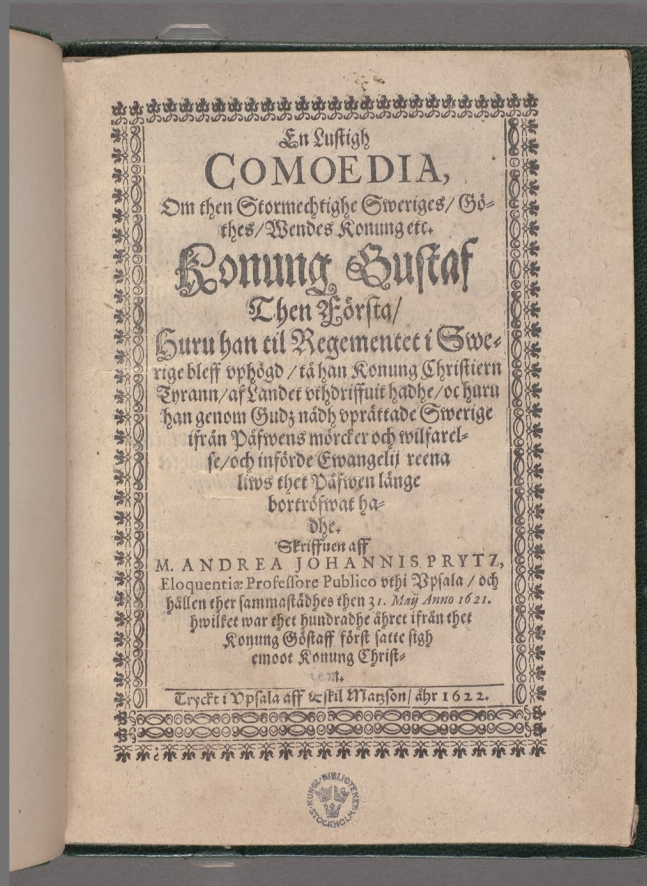 En Lustigh
COMOEDIA,
Om then Stormechtighe Sweriges/ Gö-
thes/ Wendes Konung etc.
Konung Gustaf
Then Första/
Huru han til Regementet i Swe-
rige bleff vphögd / tå han Konung Christiern
Tyrann/ af Landet vthdriffuit hadhe/ oc huru
han genom Gudz nådh vprättade Swerige
ifrån Påfwens mörcker och wilfarel-
se/ och införde Ewangelij reena
liws thet Påfwen länge
bortröfwat ha-
dhe.
Skriffuen aff
M. ANDREA JOHANNIS PRYTZ,
Eloquentiæ Professore Publico vthi Vpsala / och
hållen ther sammastädhes then 31. Maij Anno 1621.
hwilket war thet hundradhe åhret ifrån thet
Konung Göstaff först satte sigh
emoot Konung Christ-
Tryckt i Vpsala aff Eskil Matzson/ åhr 1622.
KUNGL. BIBLIOTEKET
STOCKHOLM